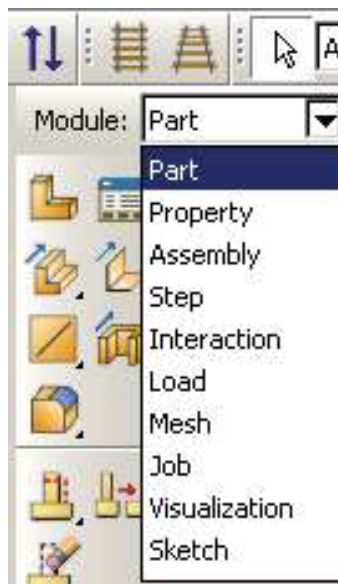 A
Module: Part
Part
Property
Assembly
Step
Interaction
Load
Mesh
Job
Visualization
Sketch